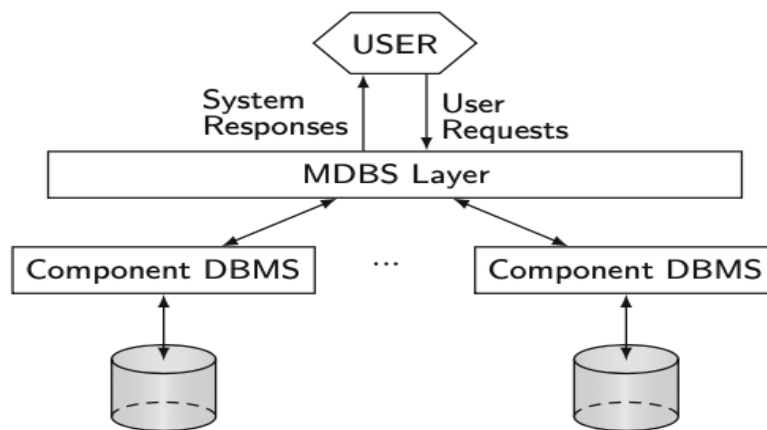 USER
System
Responses
User
Requests
MDBS Layer
Component DBMS
...
Component DBMS